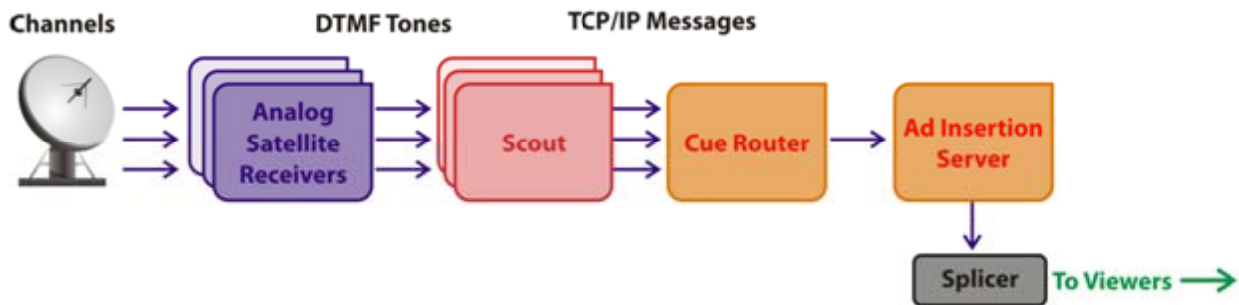 Channels
DTMF Tones
TCP/IP Messages
Analog
Satellite
Receivers
Scout
Cue Router
Ad Insertion
Server
Splicer
To Viewers